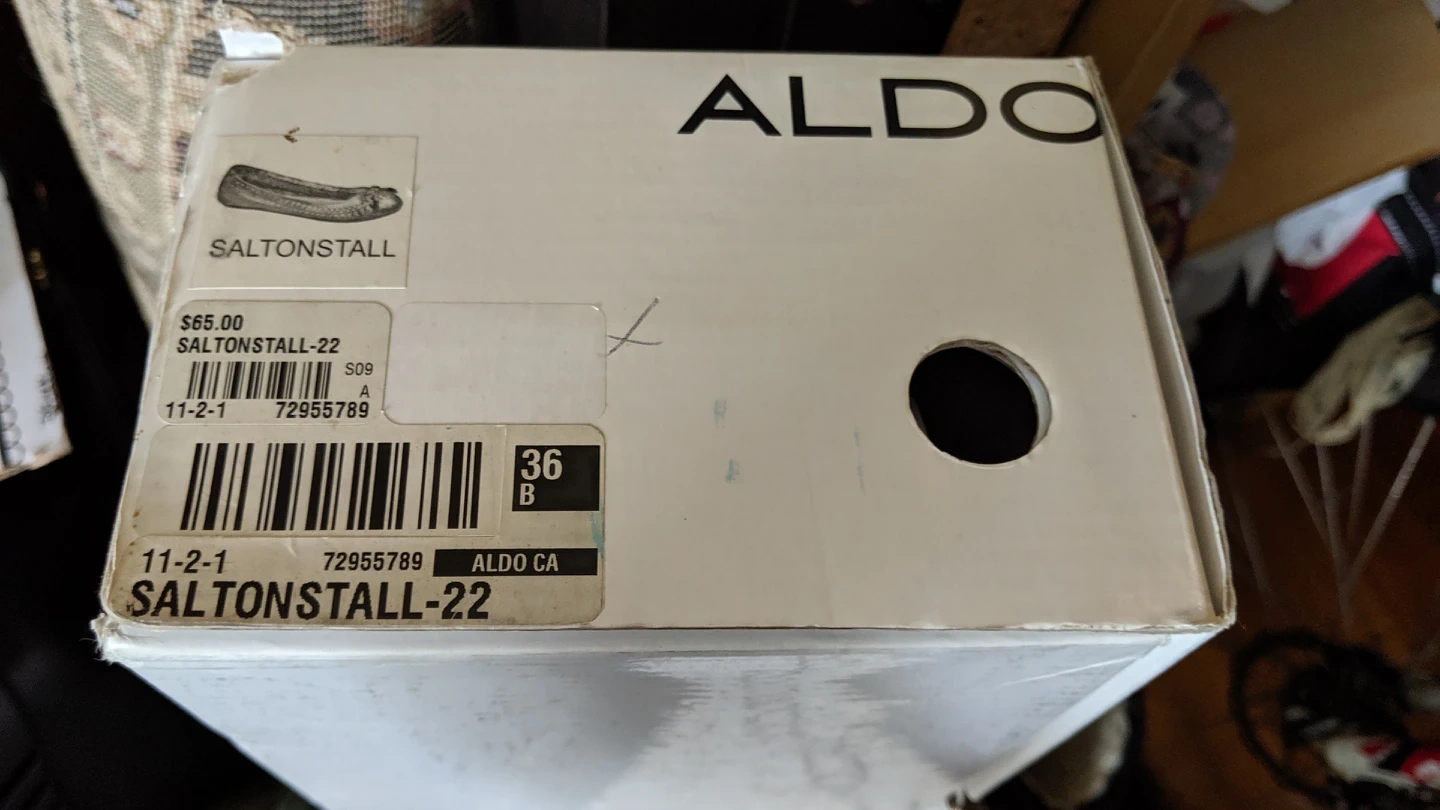 ALDO
SALTONSTALL
$65.00
SALTONSTALL-22
S09
A
11-2-1 72955789
36
B
11-2-1 72955789 ALDO CA
SALTONSTALL-22